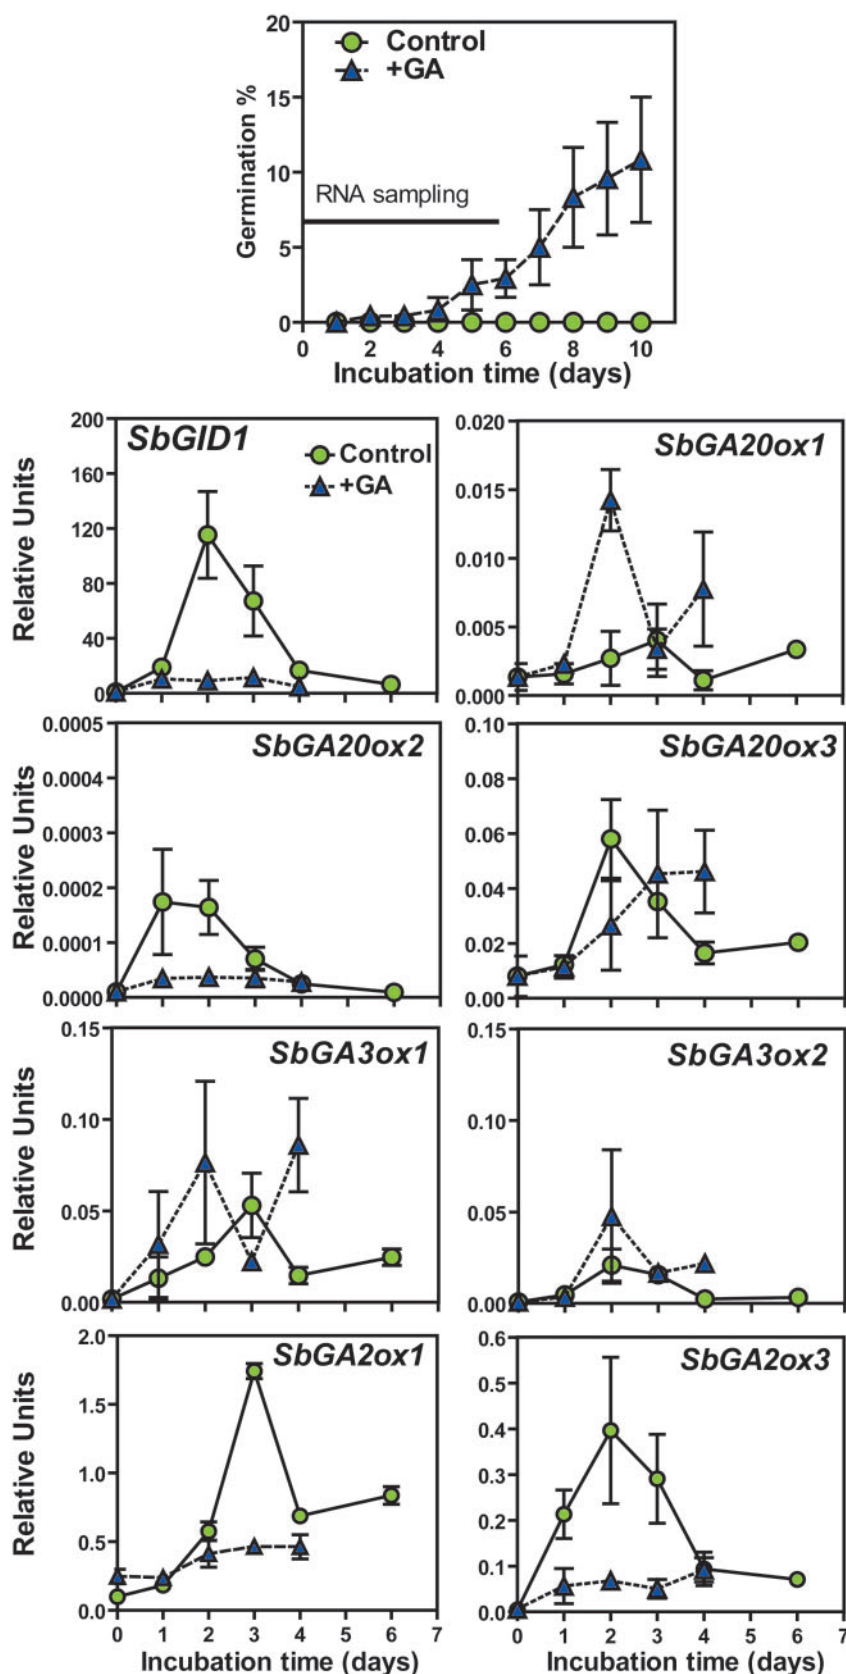 20
15
10
5
0
Germination %
Control
+GA
RNA sampling
0 2 4 6 8 10
Incubation time (days)
SbGID1
Control
+GA
200
160
120
80
40
0
Relative Units
SbGA20ox1
0.020
0.015
0.010
0.005
0.000
SbGA20ox2
0.0005
0.0004
0.0003
0.0002
0.0001
0.0000
Relative Units
SbGA20ox3
0.10
0.08
0.06
0.04
0.02
0.00
SbGA3ox1
0.15
0.10
0.05
0.00
Relative Units
SbGA3ox2
0.15
0.10
0.05
0.00
SbGA2ox1
2.0
1.5
1.0
0.5
0.0
Relative Units
0 1 2 3 4 5 6 7
Incubation time (days)
SbGA2ox3
0.6
0.5
0.4
0.3
0.2
0.1
0.0
0 1 2 3 4 5 6 7
Incubation time (days)